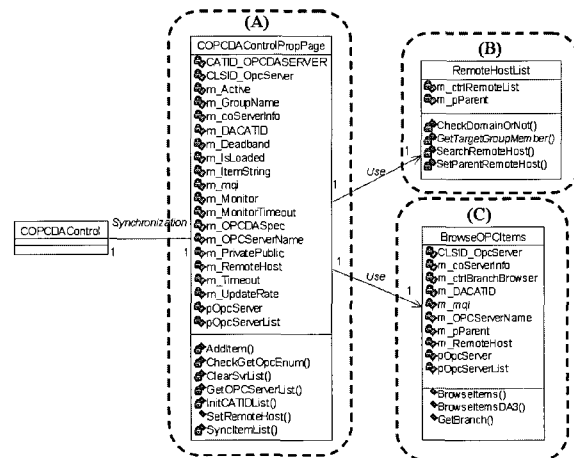 (A)
COPCDAControlPropPage
CATID_OPCDASERVER
CLSID_OpcServer
m_Active
m_GroupName
m_coServerInfo
m_DACATID
m_Deadband
m_IsLoaded
m_ItemString
m_mqi
m_Monitor
m_MonitorTimeout
m_OPCDASpec
m_OPCServerName
m_PrivatePublic
m_RemoteHost
m_Timeout
m_UpdateRate
pOpcServer
pOpcServerList
AddItem()
CheckGetOpcEnum()
ClearSvrList()
GetOPCServerList()
InitCATIDList()
SetRemoteHost()
SyncItemList()
COPCDAControl
Synchronization
1
1
1
Use
1
1
Use
1
(B)
RemoteHostList
m_ctrlRemoteList
m_pParent
CheckDomainOrNot()
GetTargetGroupMember()
SearchRemoteHost()
SetParentRemoteHost()
(C)
BrowseOPCItems
CLSID_OpcServer
m_coServerInfo
m_ctrlBranchBrowser
m_DACATID
m_mqi
m_OPCServerName
m_pParent
m_RemoteHost
pOpcServer
pOpcServerList
BrowseItems()
BrowseItemsDA3()
GetBranch()